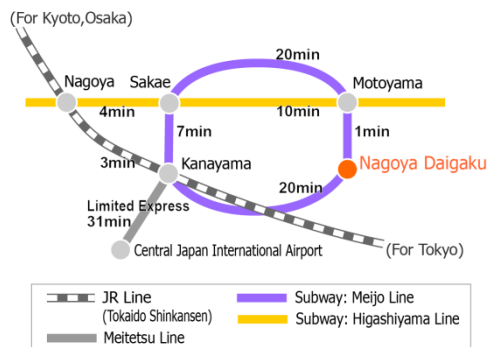 (For Kyoto,Osaka)
20min
Nagoya
Sakae
Motoyama
4min
10min
7min
1min
3min
Kanayama
Nagoya Daigaku
20min
Limited Express
31min
Central Japan International Airport
(For Tokyo)
JR Line
(Tokaido Shinkansen)
Subway: Meijo Line
Subway: Higashiyama Line
Meitetsu Line